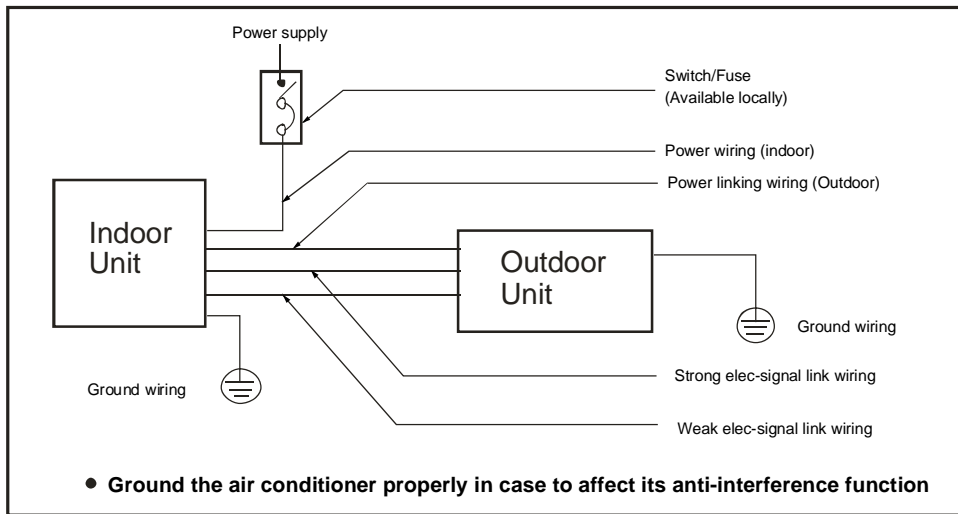 Power supply
Switch/Fuse
(Available locally)
Power wiring (indoor)
Power linking wiring (Outdoor)
Indoor
Unit
Outdoor
Unit
Ground wiring
Ground wiring
Strong elec-signal link wiring
Weak elec-signal link wiring
● Ground the air conditioner properly in case to affect its anti-interference function